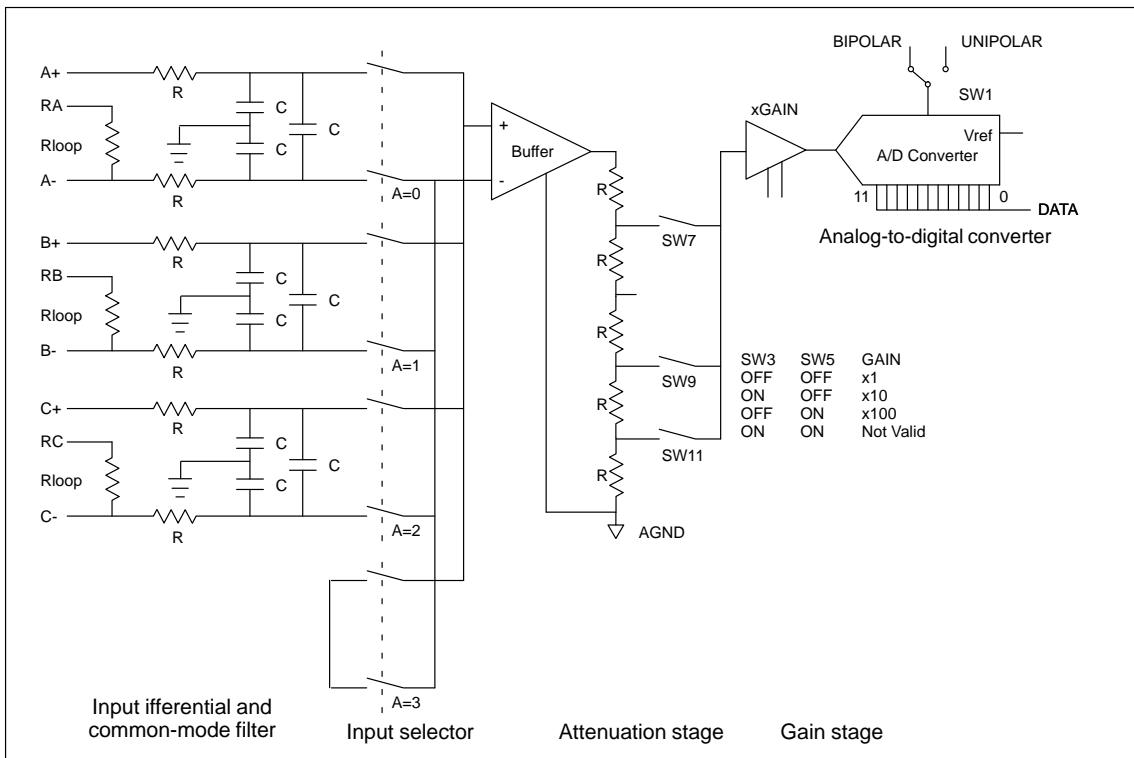 BIPOLAR UNIPOLAR
SW1
A+
R
RA
Rloop
C
C
C
A-
R
A=0
B+
R
RB
Rloop
C
C
C
B-
R
A=1
C+
R
RC
Rloop
C
C
C
C-
R
A=2
A=3
+
Buffer
-
R
R
R
R
R
SW7
SW9
SW11
AGND
xGAIN
Vref
A/D Converter
11 0
DATA
Analog-to-digital converter
SW3 SW5 GAIN
OFF OFF x1
ON OFF x10
OFF ON x100
ON ON Not Valid
Input ifferential and
common-mode filter
Input selector
Attenuation stage
Gain stage